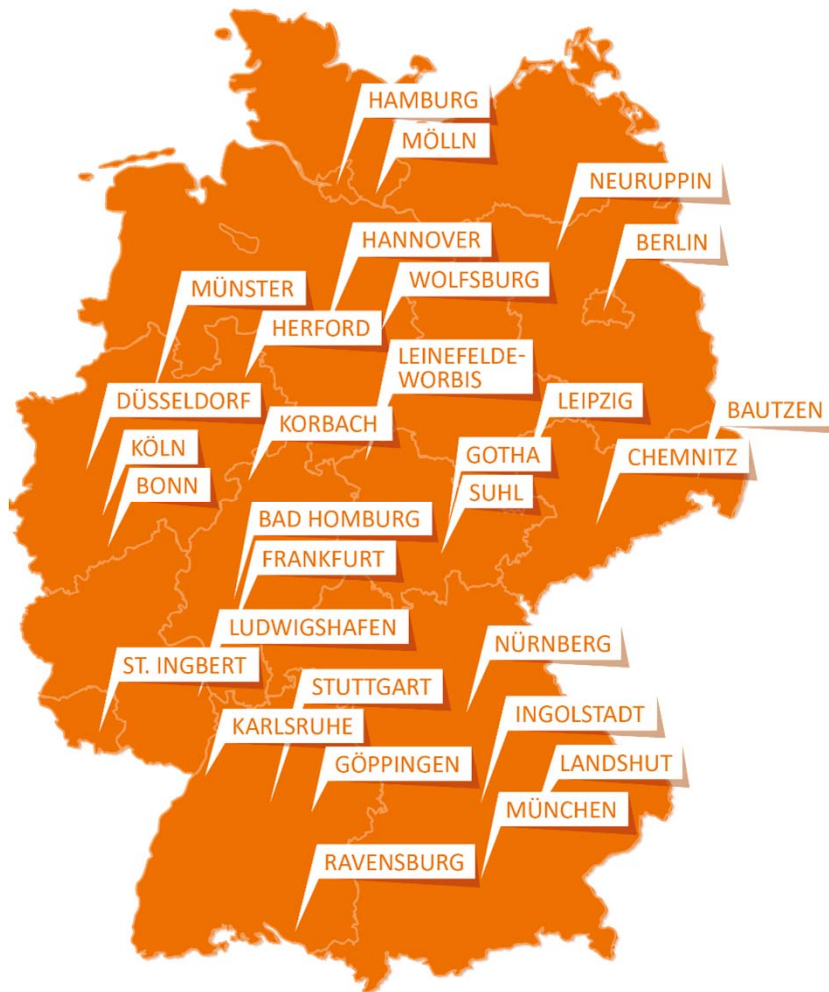 HAMBURG
MÖLLN
NEURUPPIN
HANNOVER
BERLIN
WOLFSBURG
MÜNSTER
HERFORD
LEINEFELDE-
WORBIS
DÜSSELDORF
LEIPZIG
BAUTZEN
KORBACH
KÖLN
GOTHA
CHEMNITZ
BONN
SUHL
BAD HOMBURG
FRANKFURT
LUDWIGSHAFEN
NÜRNBERG
ST. INGBERT
STUTTGART
INGOLSTADT
KARLSRUHE
GÖPPINGEN
LANDSHUT
MÜNCHEN
RAVENSBURG